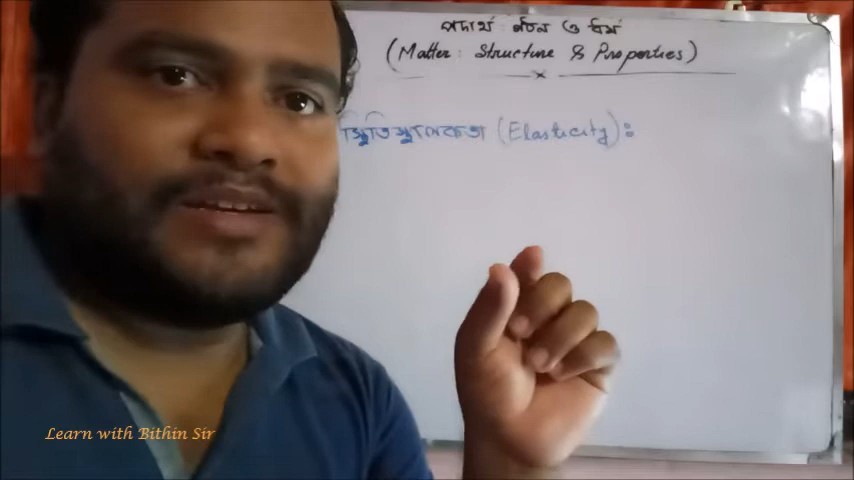 পদার্থ : গঠন ও ধর্ম
(Matter : Structure & Properties)
স্থিতিস্থাপকতা (Elasticity) :
Learn with Bithin Sir